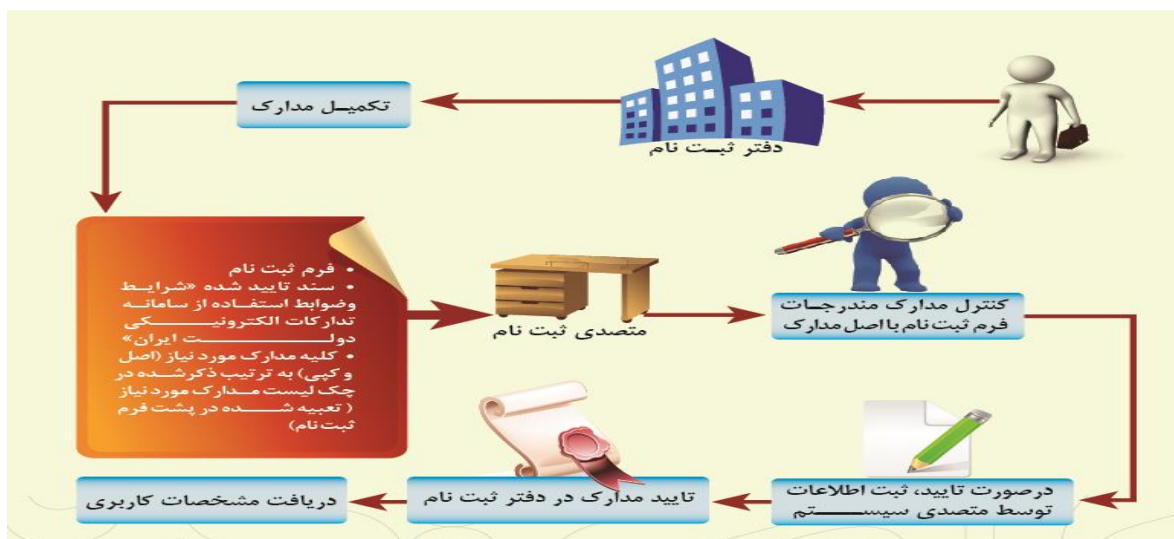 دفتر ثبت نام
تکمیل مدارک
• فرم ثبت نام
• سند تایید شده «شرایط
وضوابط استفاده از سامانه
تدارکات الکترونیکی
دولت ایران»
• کلیه مدارک مورد نیاز (اصل
و کپی) به ترتیب ذکر شده در
چک لیست مدارک مورد نیاز
( تعبیه شده در پشت فرم
ثبت نام)
متصدی ثبت نام
کنترل مدارک مندرجات
فرم ثبت نام با اصل مدارک
درصورت تایید، ثبت اطلاعات
توسط متصدی سیستم
تایید مدارک در دفتر ثبت نام
دریافت مشخصات کاربری